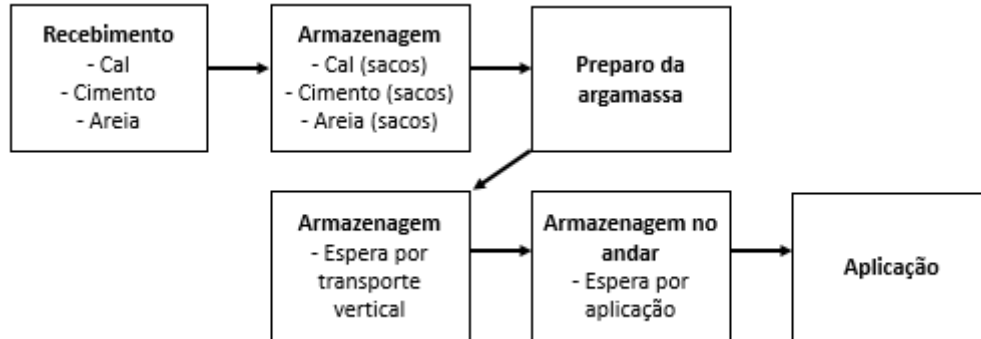 Recebimento
- Cal
- Cimento
- Areia
Armazenagem
- Cal (sacos)
- Cimento (sacos)
- Areia (sacos)
Preparo da
argamassa
Armazenagem
- Espera por
transporte
vertical
Armazenagem no
andar
- Espera por
aplicação
Aplicação